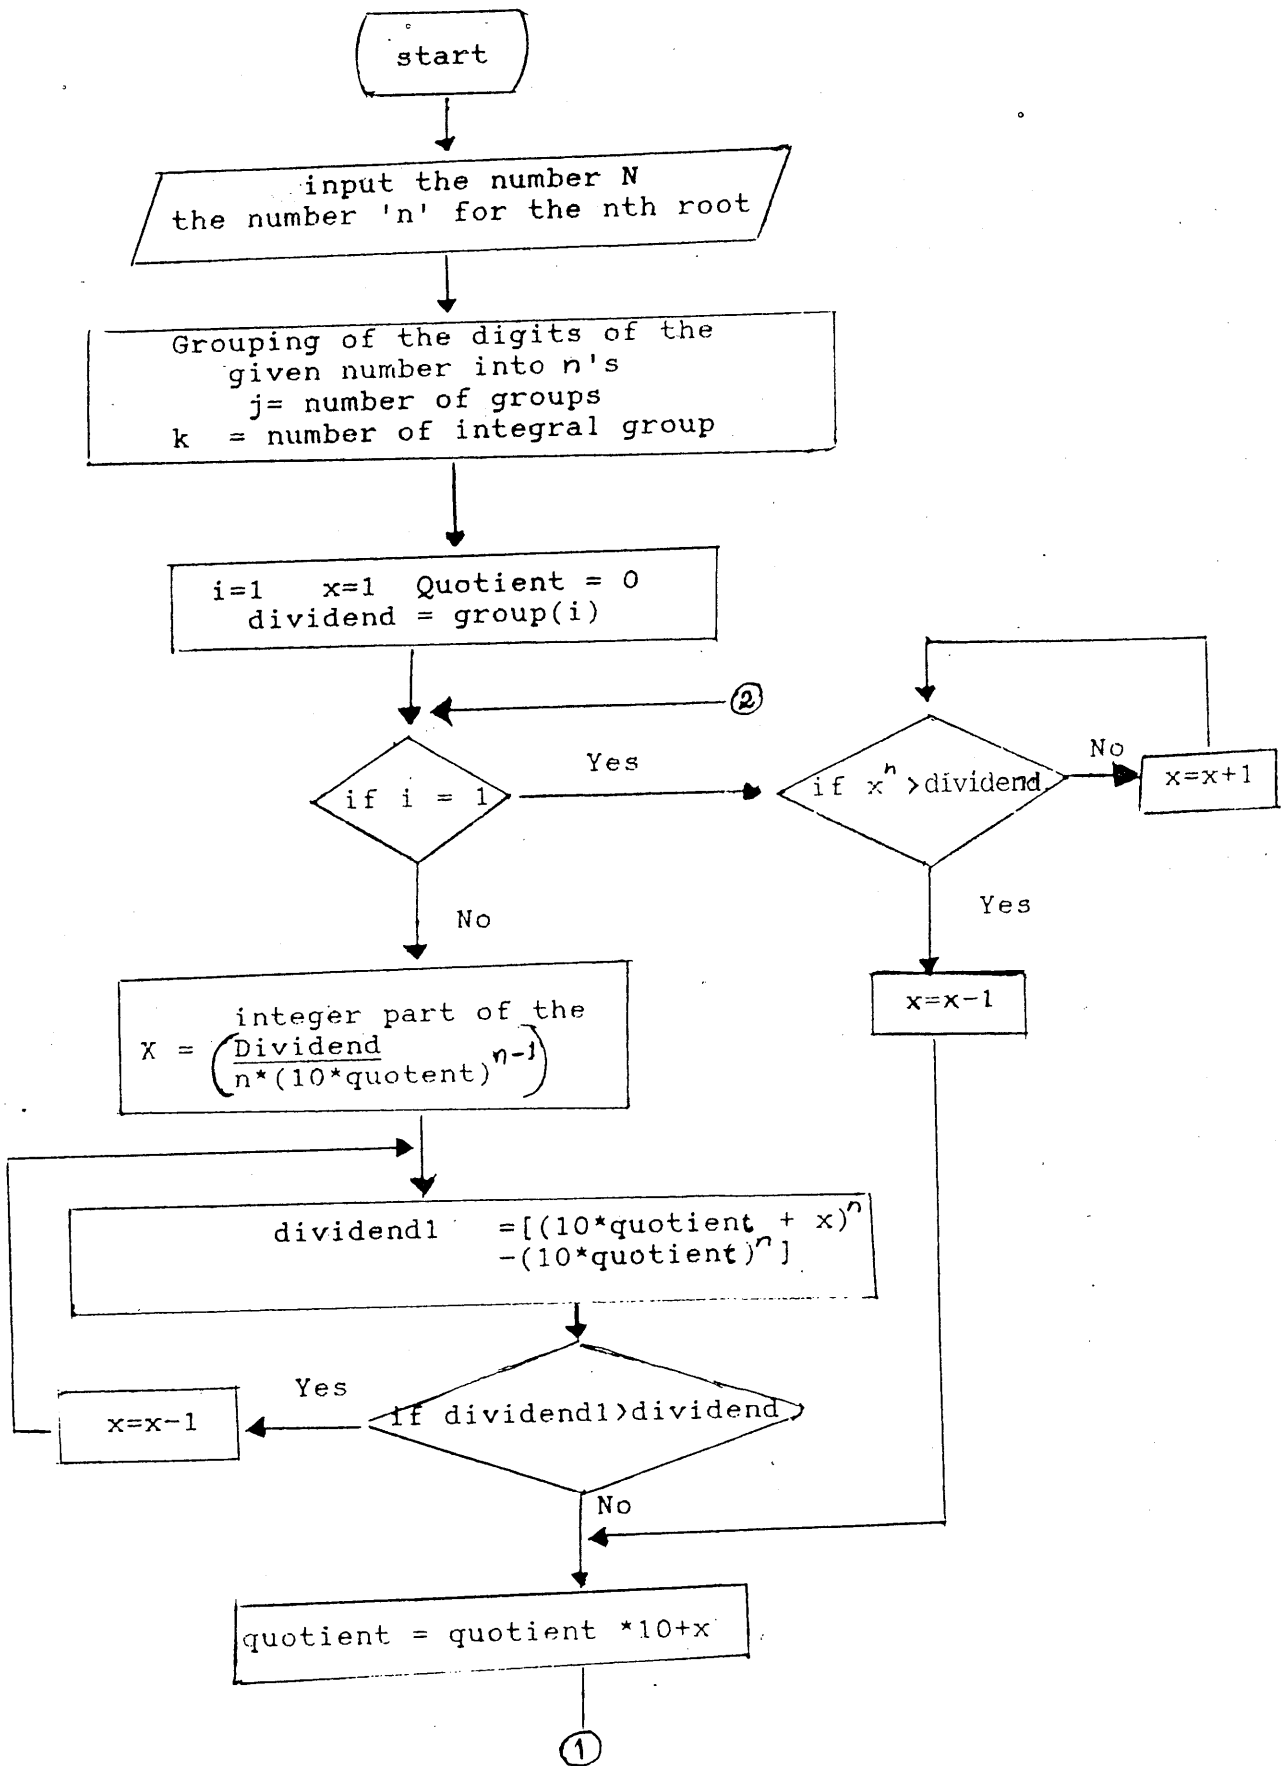 start
input the number N
the number 'n' for the nth root
Grouping of the digits of the
given number into n's
j= number of groups
k = number of integral group
i=1 x=1 Quotient = 0
dividend = group(i)
2
if i = 1
Yes
if x^n >dividend
No
x=x+1
No
Yes
x=x-1
integer part of the
X = (Dividend
n*(10*quotent)^n-1)
dividend1 =[(10*quotient + x)^n
-(10*quotient)^n]
Yes
x=x-1
if dividend1>dividend
No
quotient = quotient *10+x
1